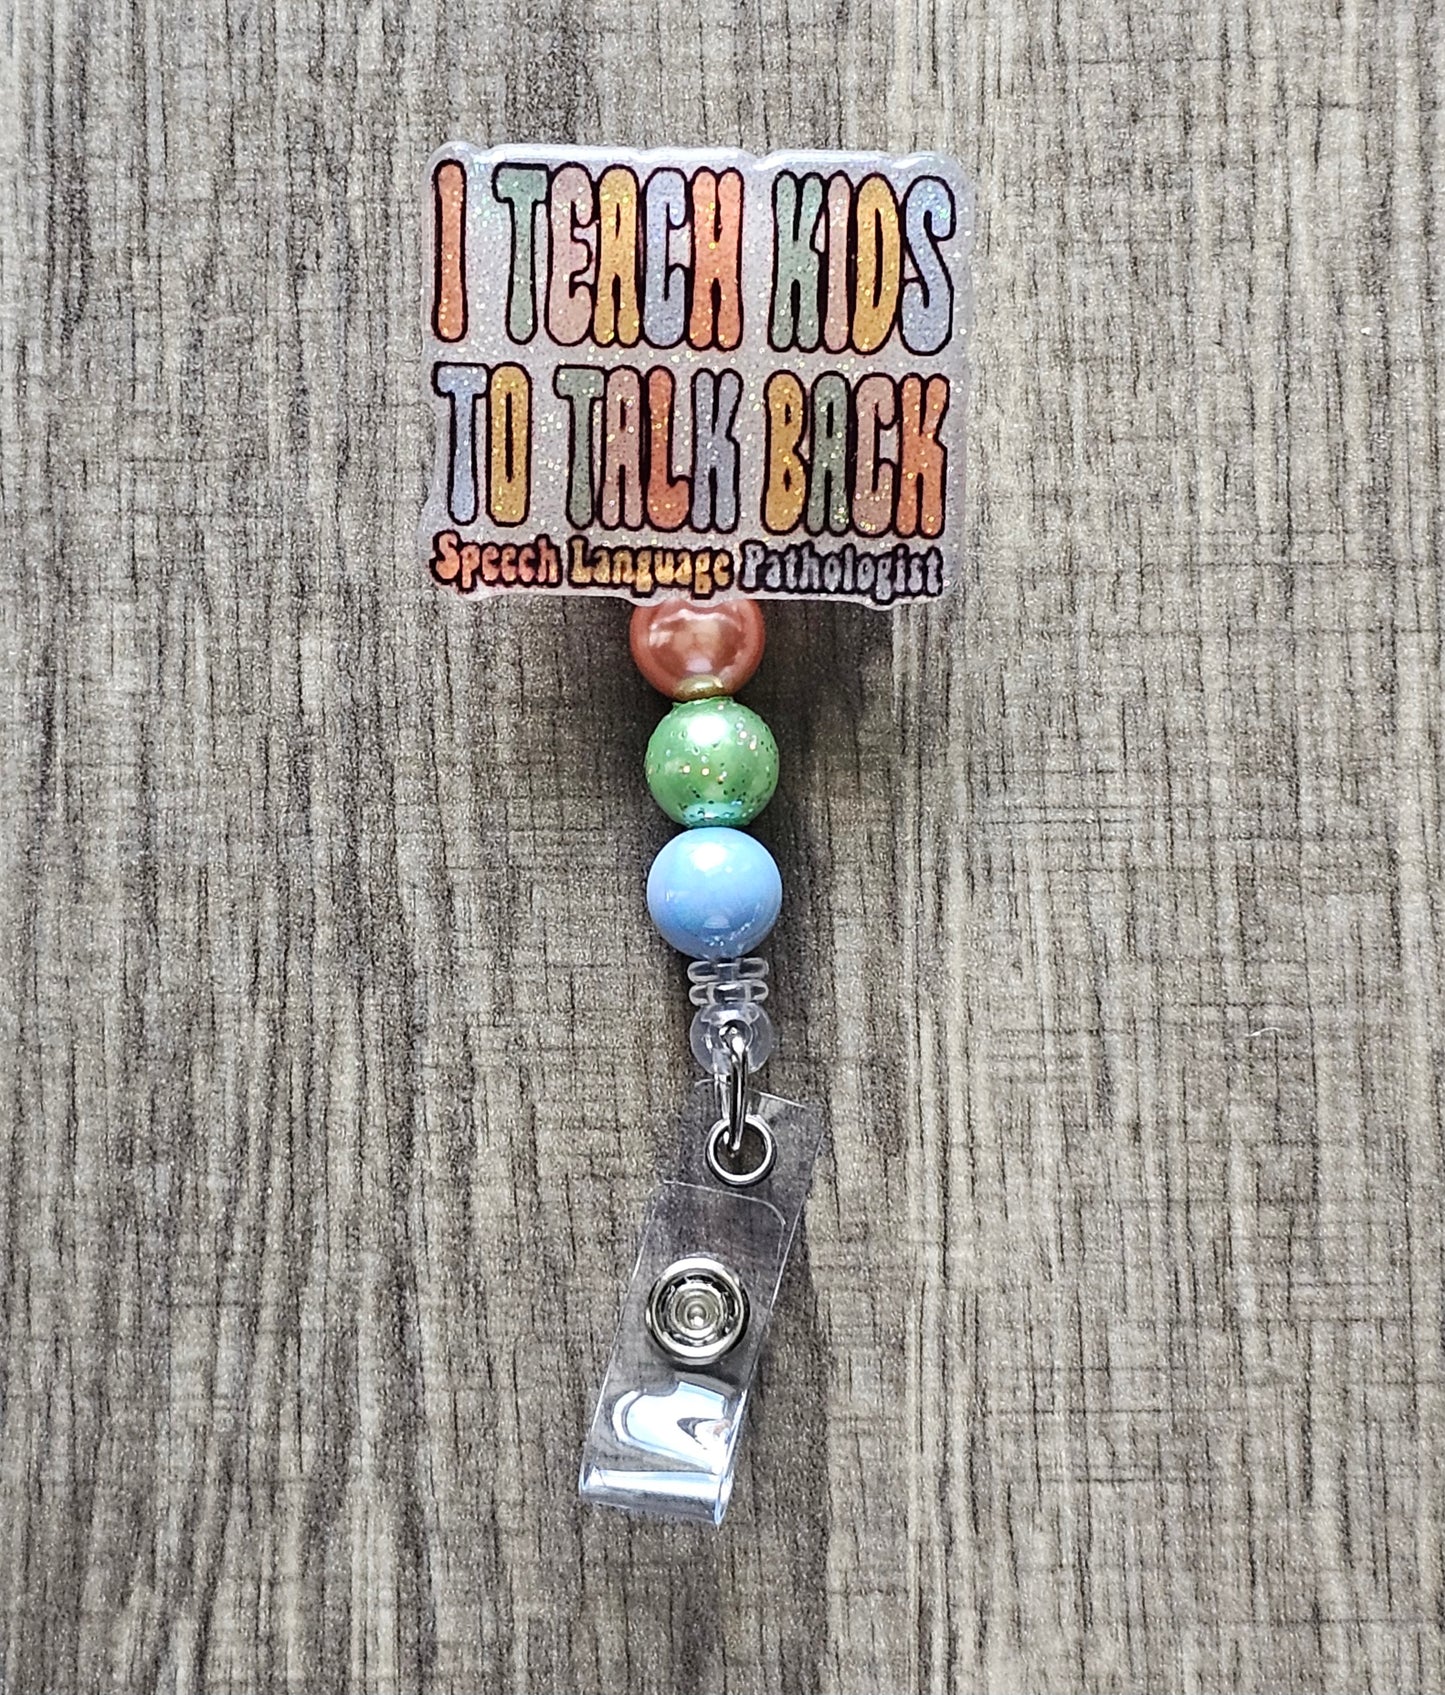 I TEACH KIDS
TO TALK BACK
Speech Language Pathologist